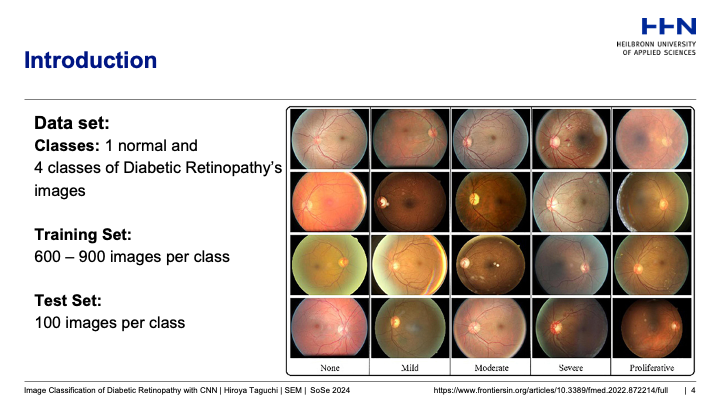 HHN
HEILBRONN UNIVERSITY
OF APPLIED SCIENCES
Introduction
Data set:
Classes: 1 normal and
4 classes of Diabetic Retinopathy’s
images
Training Set:
600 – 900 images per class
Test Set:
100 images per class
None Mild Moderate Severe Proliferative
Image Classification of Diabetic Retinopathy with CNN | Hiroya Taguchi | SEM | SoSe 2024 https://www.frontiersin.org/articles/10.3389/fmed.2022.872214/full | 4